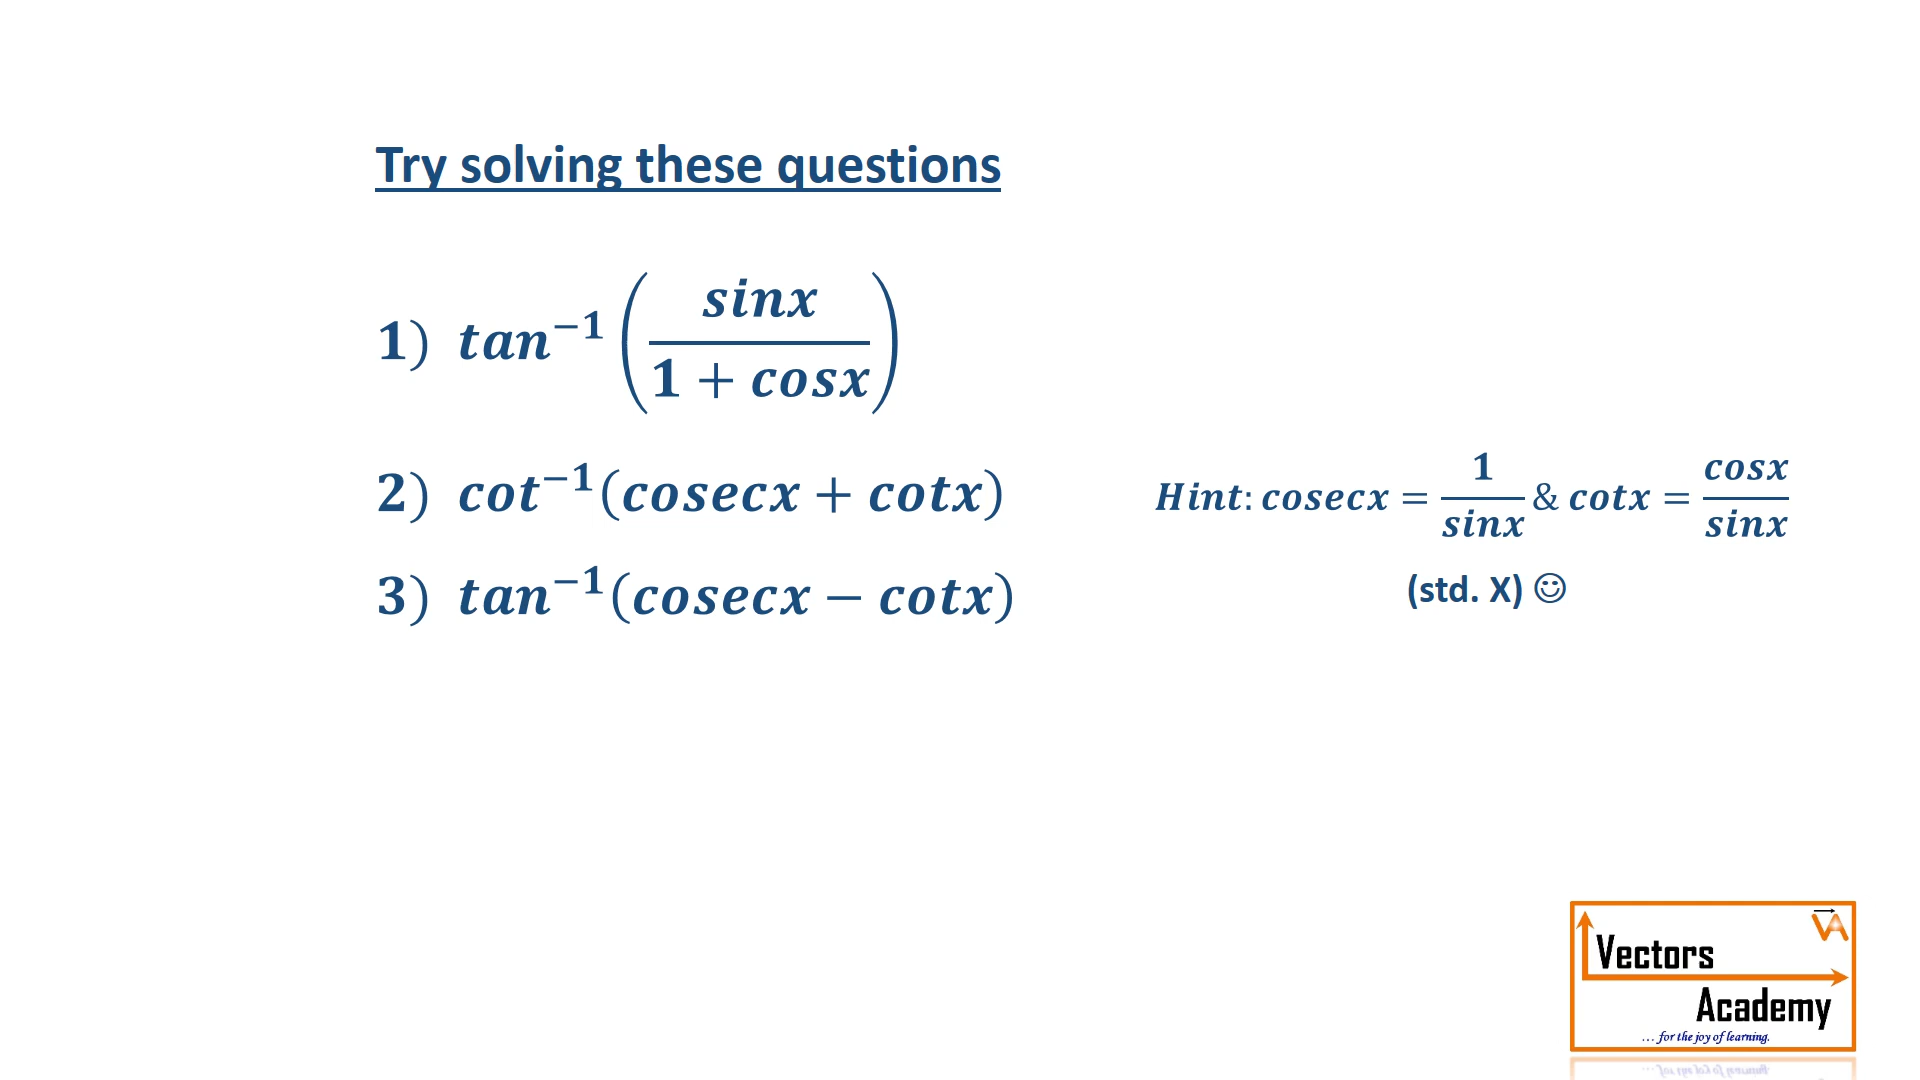 Try solving these questions
1) tan⁻¹(sinx / 1 + cosx)
2) cot⁻¹(cosecx + cotx)
Hint: cosecx = 1/sinx & cotx = cosx/sinx
3) tan⁻¹(cosecx − cotx)
(std. X) ☺
VA
Vectors
Academy
... for the joy of learning.